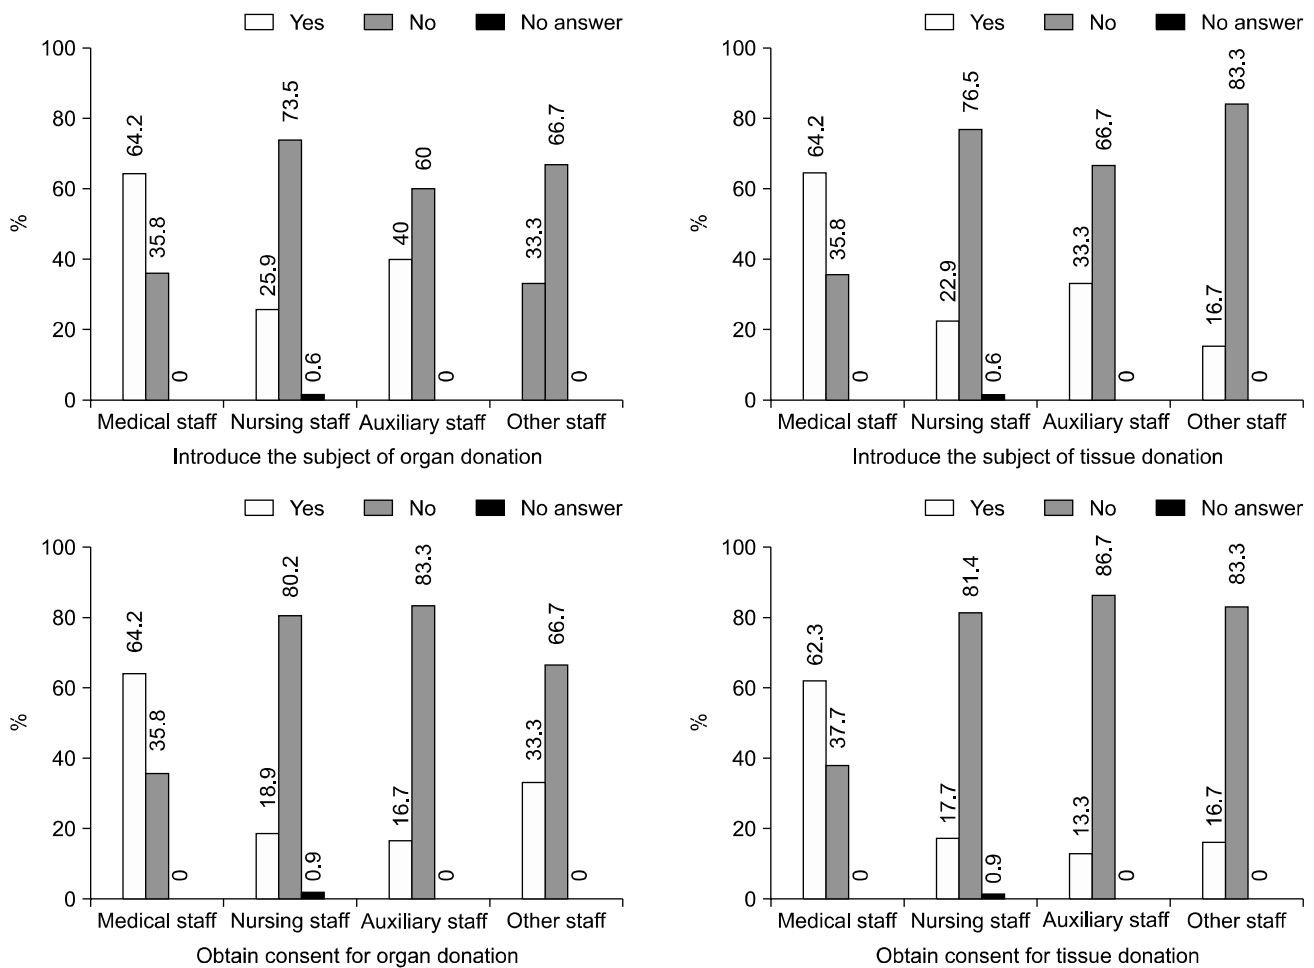 Yes No No answer
100
80
60
40
20
0
%
64.2 35.8 0 25.9 73.5 0.6 40 60 0 33.3 66.7 0
Medical staff Nursing staff Auxiliary staff Other staff
Introduce the subject of organ donation
Yes No No answer
100
80
60
40
20
0
%
64.2 35.8 0 22.9 76.5 0.6 33.3 66.7 0 16.7 83.3 0
Medical staff Nursing staff Auxiliary staff Other staff
Introduce the subject of tissue donation
Yes No No answer
100
80
60
40
20
0
%
64.2 35.8 0 18.9 80.2 0.9 16.7 83.3 0 33.3 66.7 0
Medical staff Nursing staff Auxiliary staff Other staff
Obtain consent for organ donation
Yes No No answer
100
80
60
40
20
0
%
62.3 37.7 0 17.7 81.4 0.9 13.3 86.7 0 16.7 83.3 0
Medical staff Nursing staff Auxiliary staff Other staff
Obtain consent for tissue donation